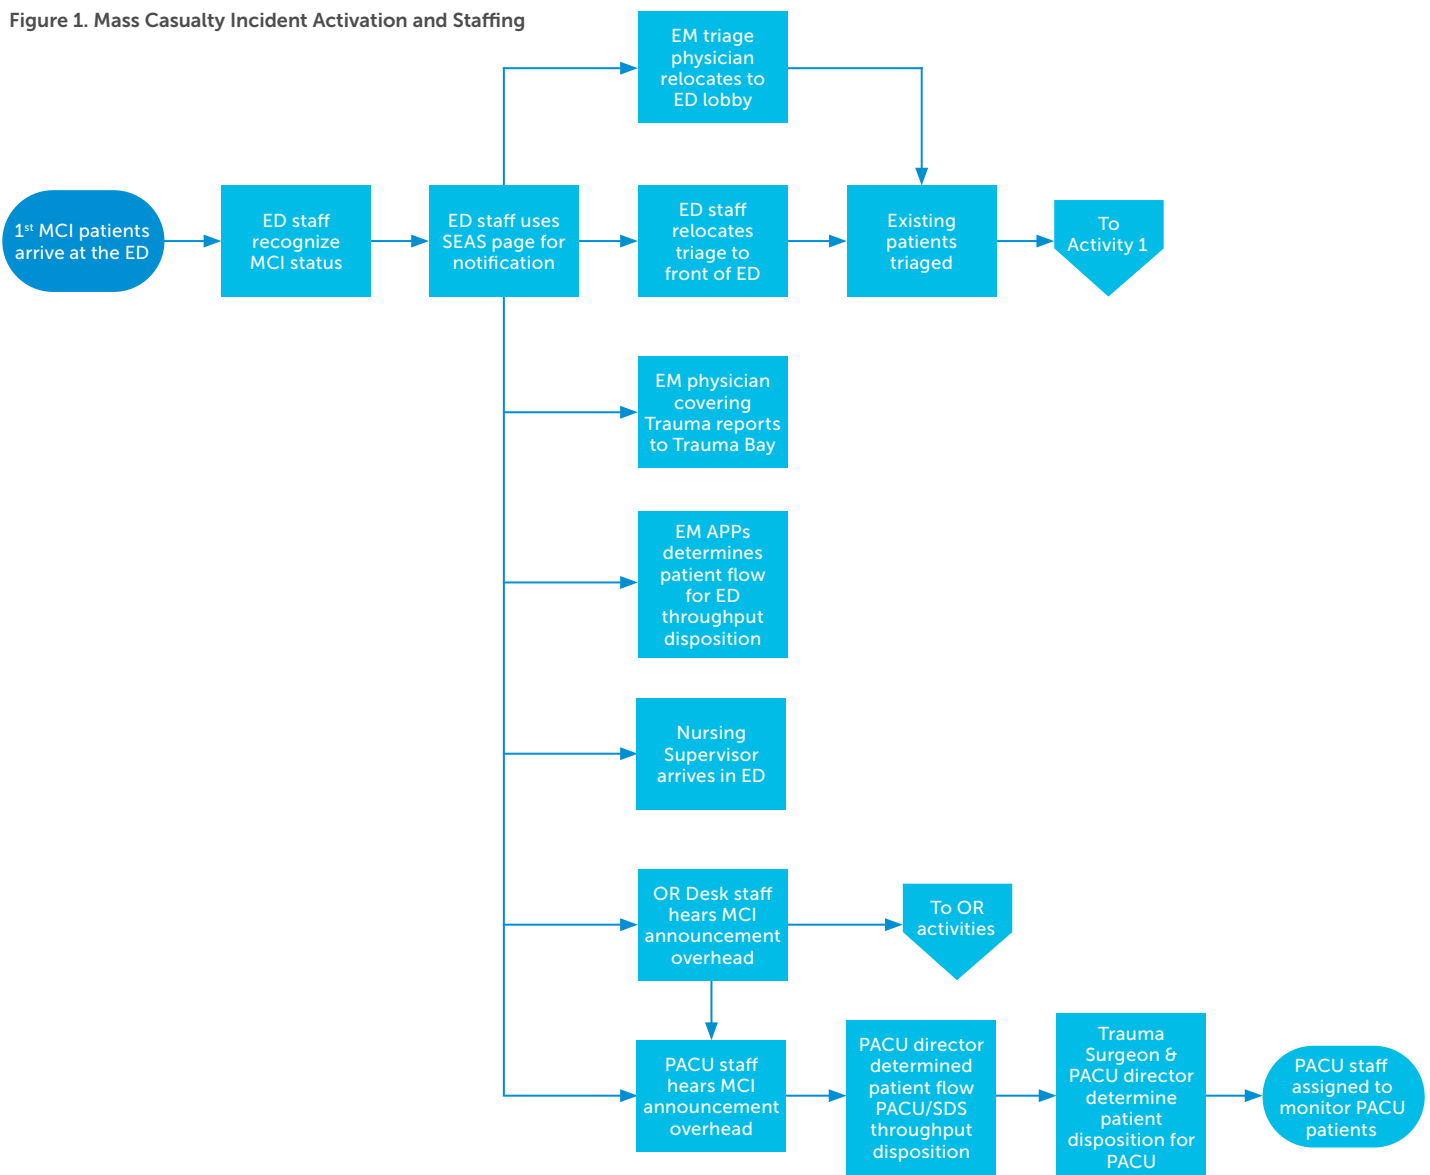 Figure 1. Mass Casualty Incident Activation and Staffing
EM triage
physician
relocates to
ED lobby
1st MCI patients
arrive at the ED
ED staff
recognize
MCI status
ED staff uses
SEAS page for
notification
ED staff
relocates
triage to
front of ED
Existing
patients
triaged
To
Activity 1
EM physician
covering
Trauma reports
to Trauma Bay
EM APPs
determines
patient flow
for ED
throughput
disposition
Nursing
Supervisor
arrives in ED
OR Desk staff
hears MCI
announcement
overhead
To OR
activities
PACU staff
hears MCI
announcement
overhead
PACU director
determined
patient flow
PACU/SDS
throughput
disposition
Trauma
Surgeon &
PACU director
determine
patient
disposition for
PACU
PACU staff
assigned to
monitor PACU
patients